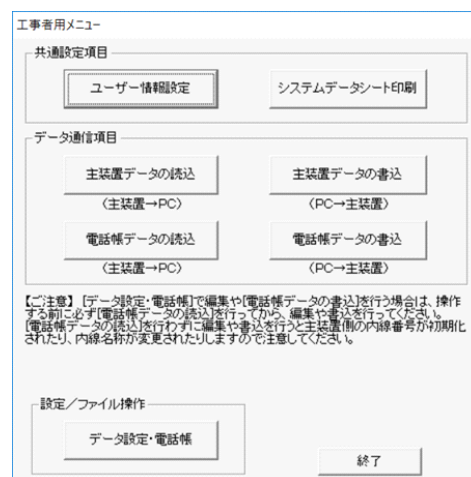 工事者用メニュー
共通設定項目
ユーザー情報設定
システムデータシート印刷
データ通信項目
主装置データの読込
主装置データの書込
(主装置→PC)
(PC→主装置)
電話帳データの読込
電話帳データの書込
(主装置→PC)
(PC→主装置)
【ご注意】 [データ設定・電話帳]で編集や[電話帳データの書込]を行う場合は、操作
する前に必ず[電話帳データの読込]を行ってから、編集や書込を行ってください。
[電話帳データの読込]を行わずに編集や書込を行うと主装置側の内線番号が初期化
されたり、内線名称が変更されたりしますので注意してください。
設定/ファイル操作
データ設定・電話帳
終了